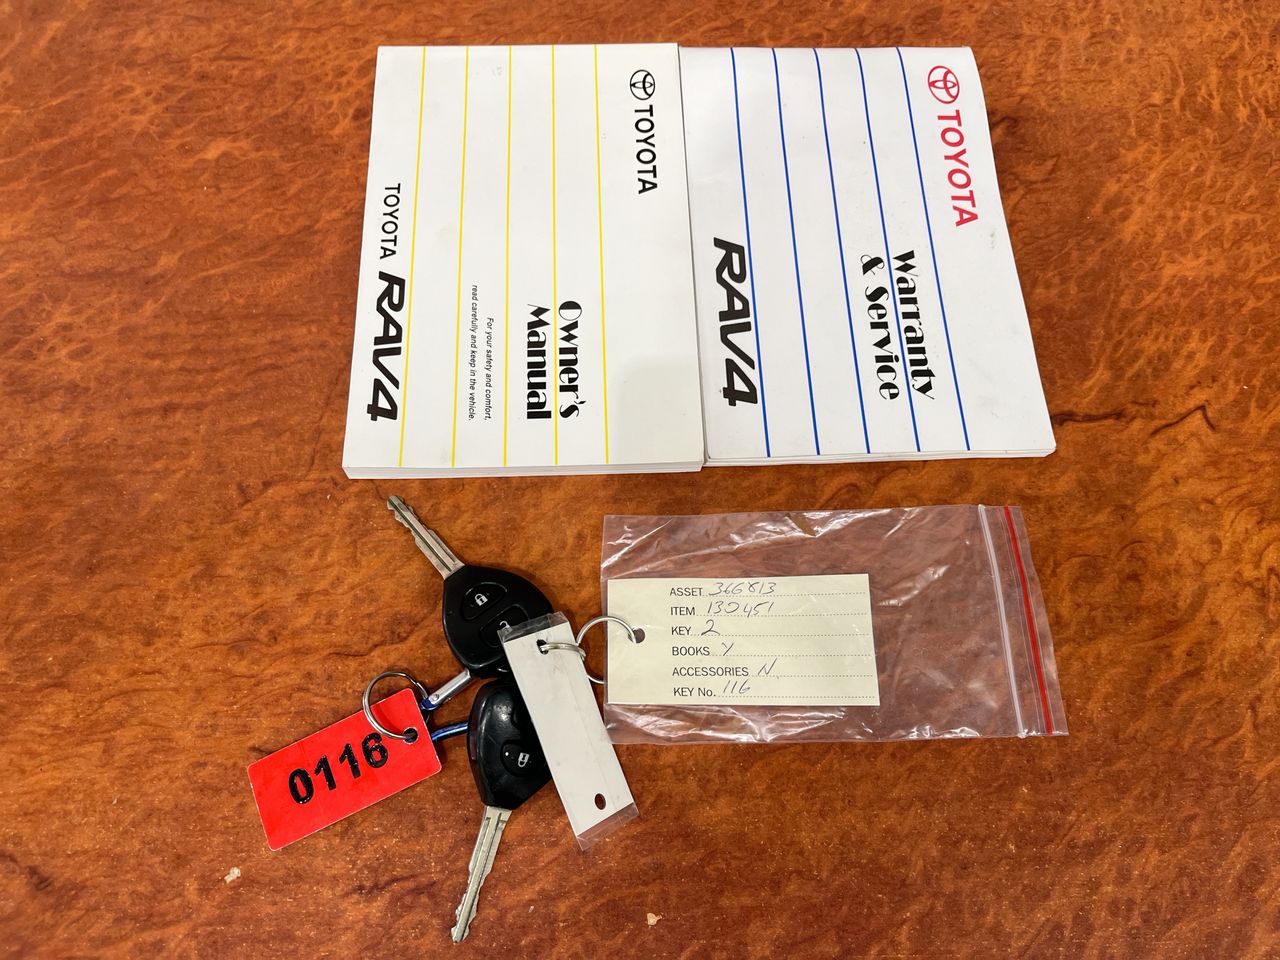 TOYOTA
Owner's
Manual
For your safety and comfort,
read carefully and keep in the vehicle.
TOYOTA RAV4
TOYOTA
Warranty
& Service
RAV4
ASSET 366813
ITEM 130451
KEY 2
BOOKS Y
ACCESSORIES N
KEY No. 116
0116